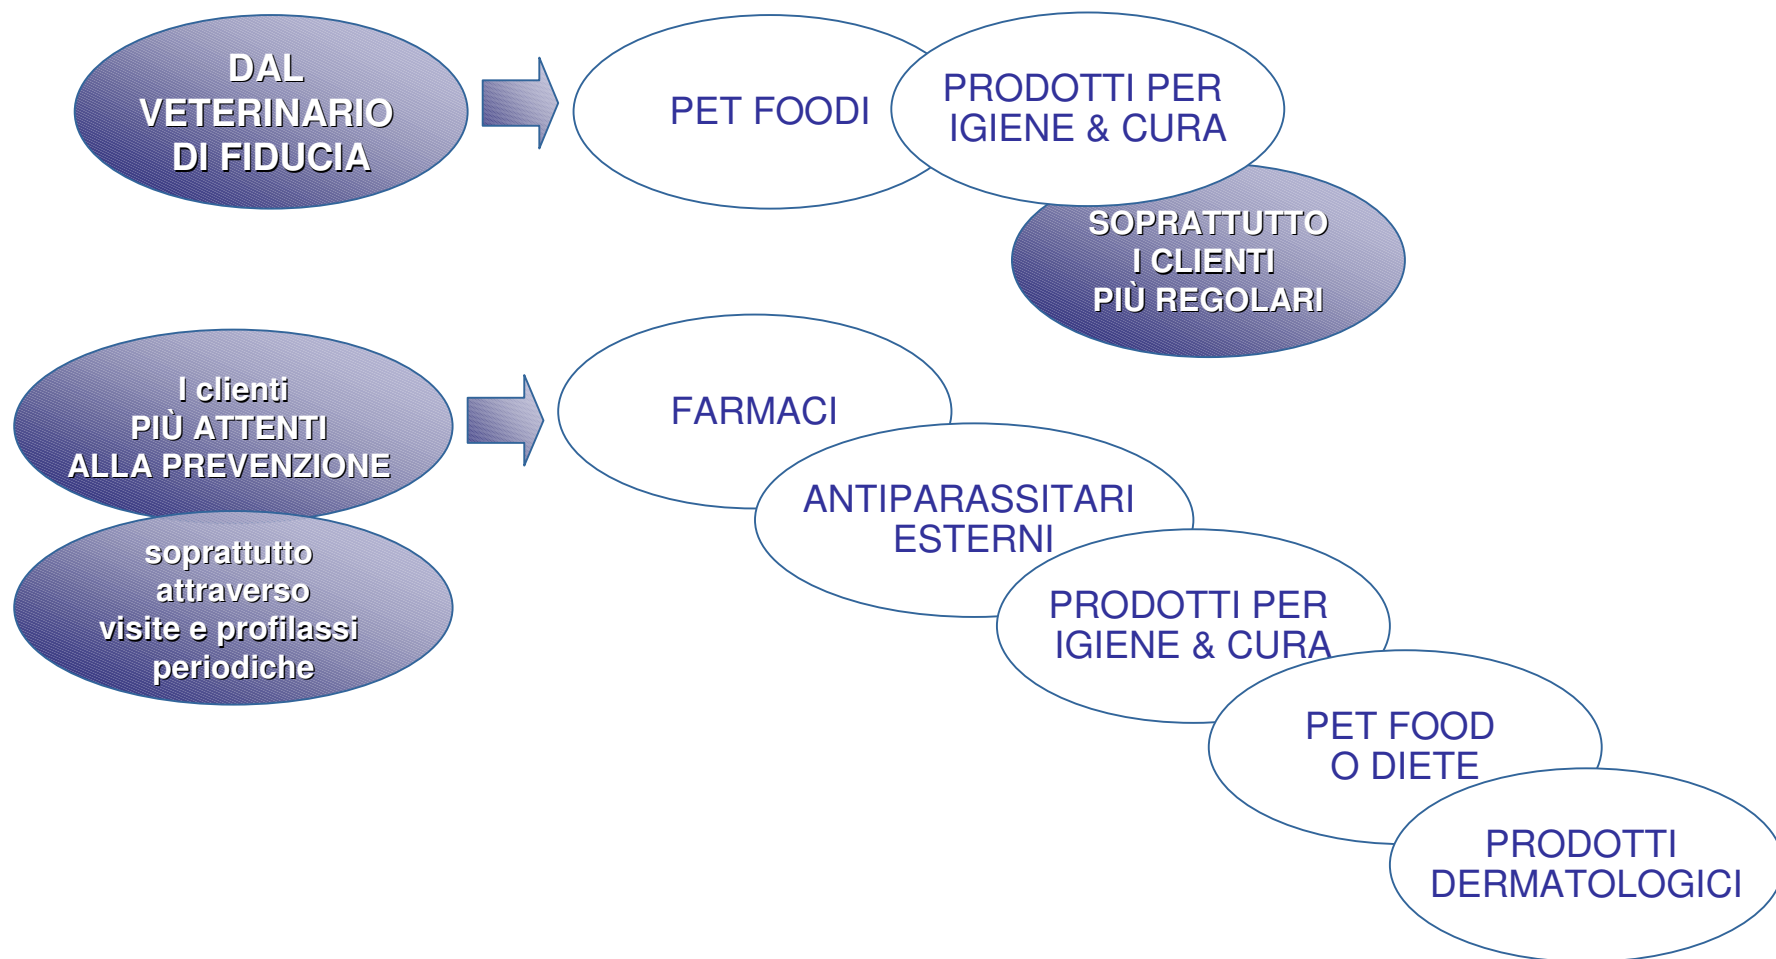 DAL
VETERINARIO
DI FIDUCIA
PET FOODI
PRODOTTI PER
IGIENE & CURA
SOPRATTUTTO
I CLIENTI
PIÙ REGOLARI
I clienti
PIÙ ATTENTI
ALLA PREVENZIONE
soprattutto
attraverso
visite e profilassi
periodiche
FARMACI
ANTIPARASSITARI
ESTERNI
PRODOTTI PER
IGIENE & CURA
PET FOOD
O DIETE
PRODOTTI
DERMATOLOGICI